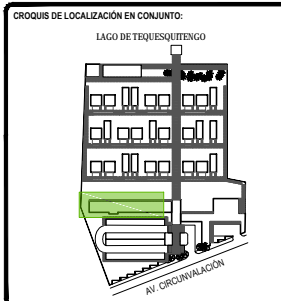 CROQUIS DE LOCALIZACIÓN EN CONJUNTO:
LAGO DE TEQUESQUITENGO
AV. CIRCUNVALACIÓN